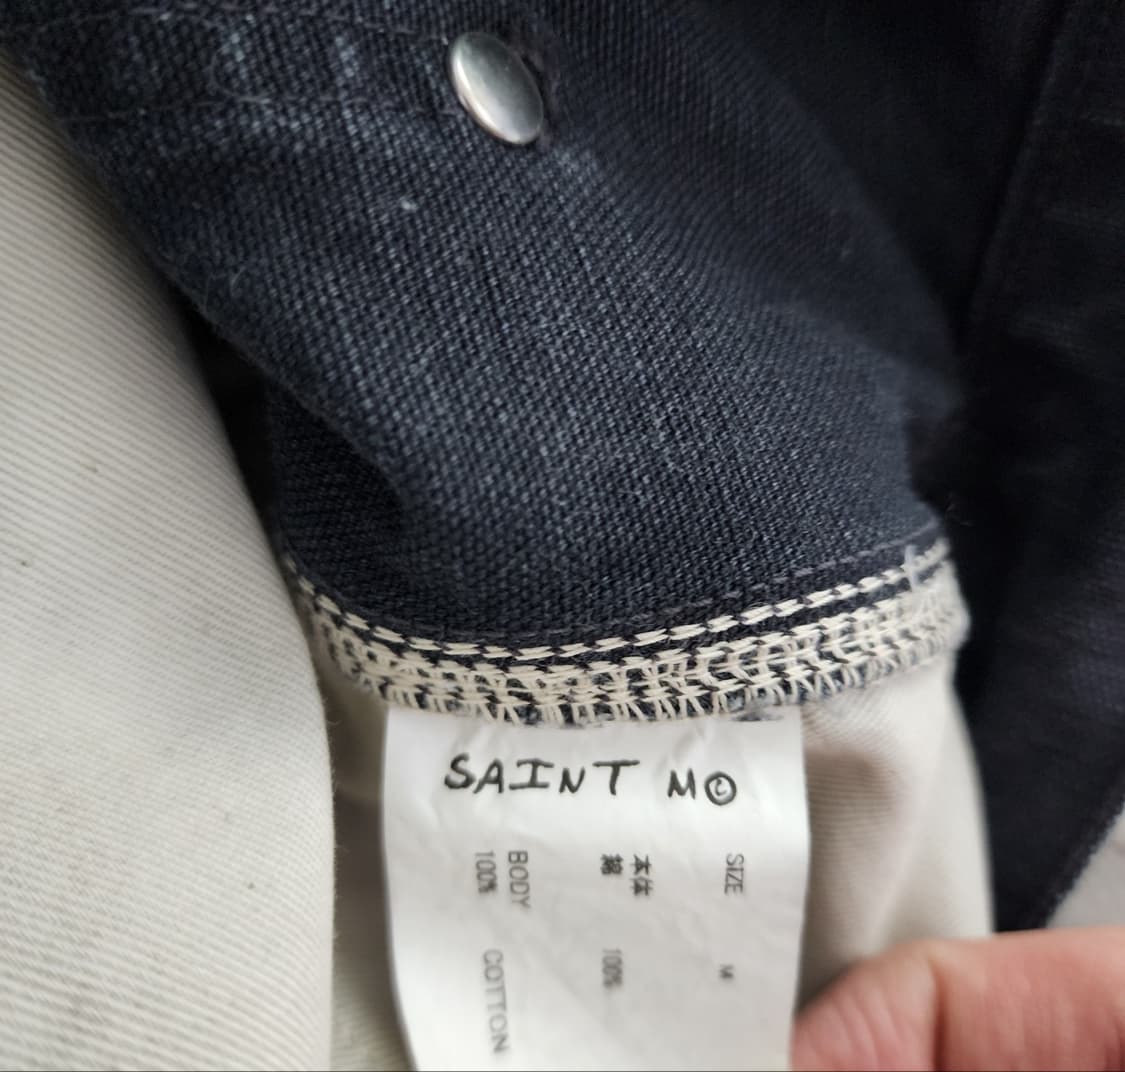 SAINT M©
SIZE M
本体
綿 100%
BODY
100% COTTON